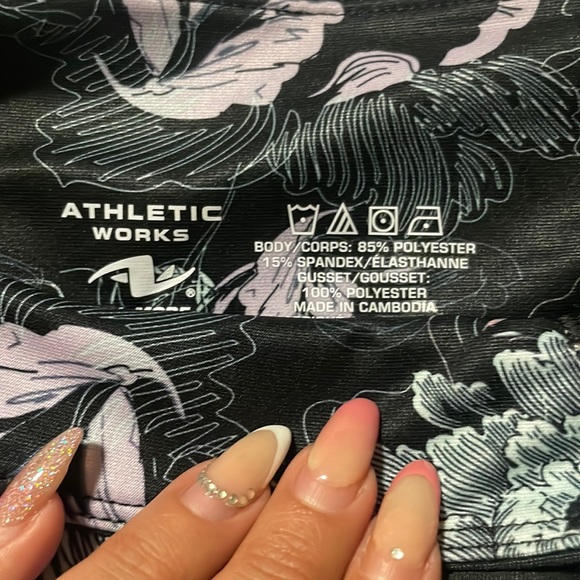 ATHLETIC
WORKS
®
BODY/CORPS: 85% POLYESTER
15% SPANDEX/ÉLASTHANNE
GUSSET/GOUSSET:
100% POLYESTER
MADE IN CAMBODIA